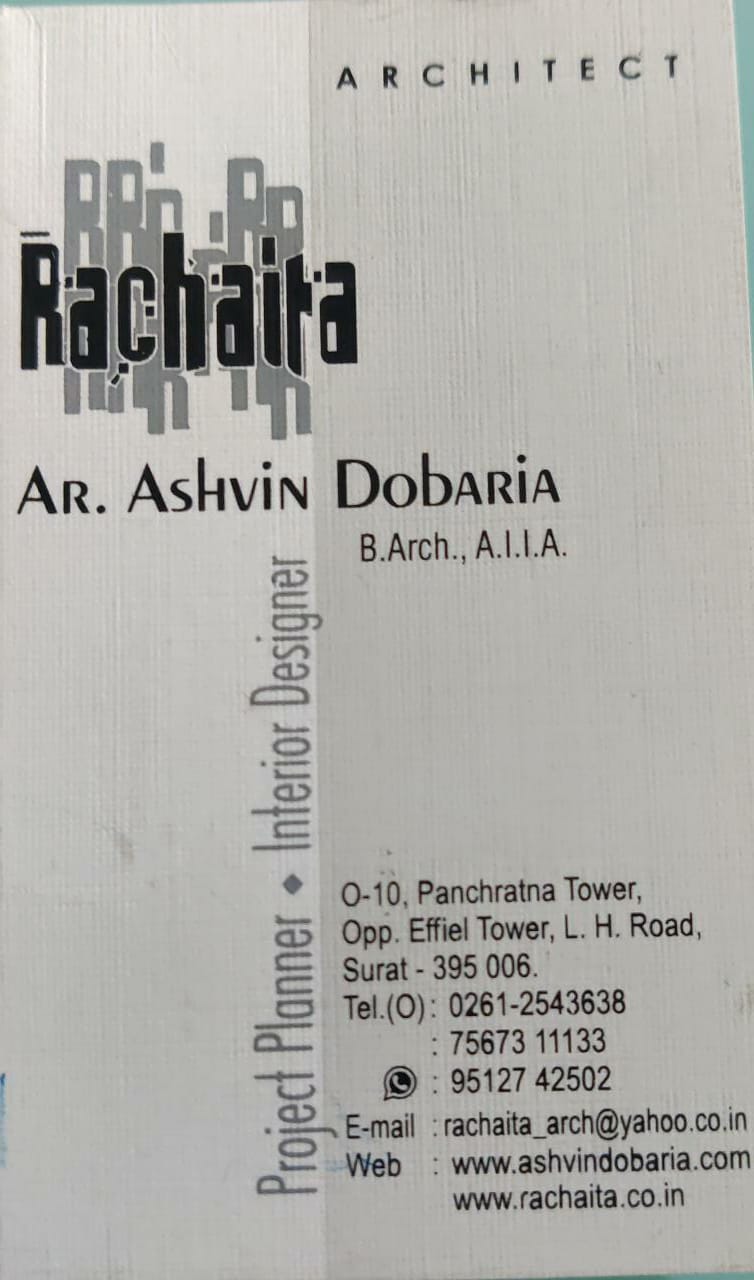 ARCHITECT
Rachaita
AR. ASHViN DobARiA
B.Arch., A.I.I.A.
Project Planner ◆ Interior Designer
O-10, Panchratna Tower,
Opp. Effiel Tower, L. H. Road,
Surat - 395 006.
Tel.(O) : 0261-2543638
: 75673 11133
: 95127 42502
E-mail : rachaita_arch@yahoo.co.in
Web : www.ashvindobaria.com
www.rachaita.co.in